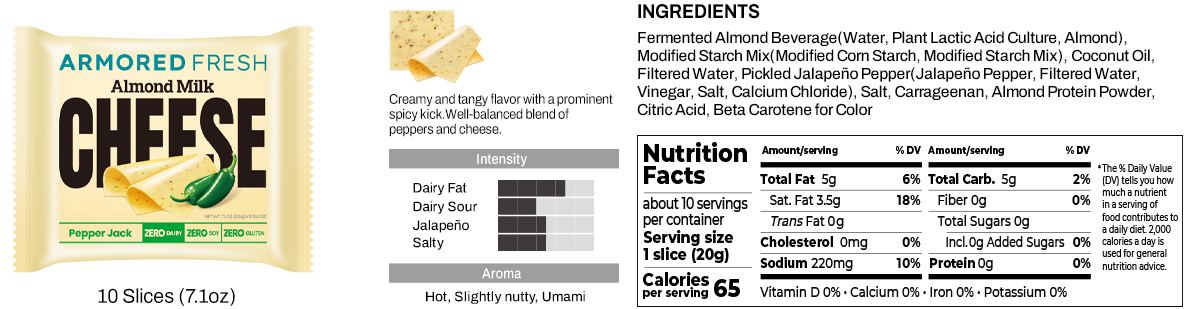 ARMORED FRESH
Almond Milk
CHEESE
NET WT. 7.1 OZ (200g) x 10 SLICES
Pepper Jack ZERO DAIRY ZERO SOY ZERO GLUTEN
10 Slices (7.1oz)
Creamy and tangy flavor with a prominent
spicy kick.Well-balanced blend of
peppers and cheese.
Intensity
Dairy Fat
Dairy Sour
Jalapeño
Salty
Aroma
Hot, Slightly nutty, Umami
INGREDIENTS
Fermented Almond Beverage(Water, Plant Lactic Acid Culture, Almond),
Modified Starch Mix(Modified Corn Starch, Modified Starch Mix), Coconut Oil,
Filtered Water, Pickled Jalapeño Pepper(Jalapeño Pepper, Filtered Water,
Vinegar, Salt, Calcium Chloride), Salt, Carrageenan, Almond Protein Powder,
Citric Acid, Beta Carotene for Color
Nutrition
Facts
about 10 servings
per container
Serving size
1 slice (20g)
Calories
per serving 65
Amount/serving % DV
Total Fat 5g 6%
Sat. Fat 3.5g 18%
Trans Fat 0g
Cholesterol 0mg 0%
Sodium 220mg 10%
Amount/serving % DV
Total Carb. 5g 2%
Fiber 0g 0%
Total Sugars 0g
Incl.0g Added Sugars 0%
Protein 0g 0%
Vitamin D 0% • Calcium 0% • Iron 0% • Potassium 0%
*The % Daily Value
(DV) tells you how
much a nutrient
in a serving of
food contributes to
a daily diet. 2,000
calories a day is
used for general
nutrition advice.